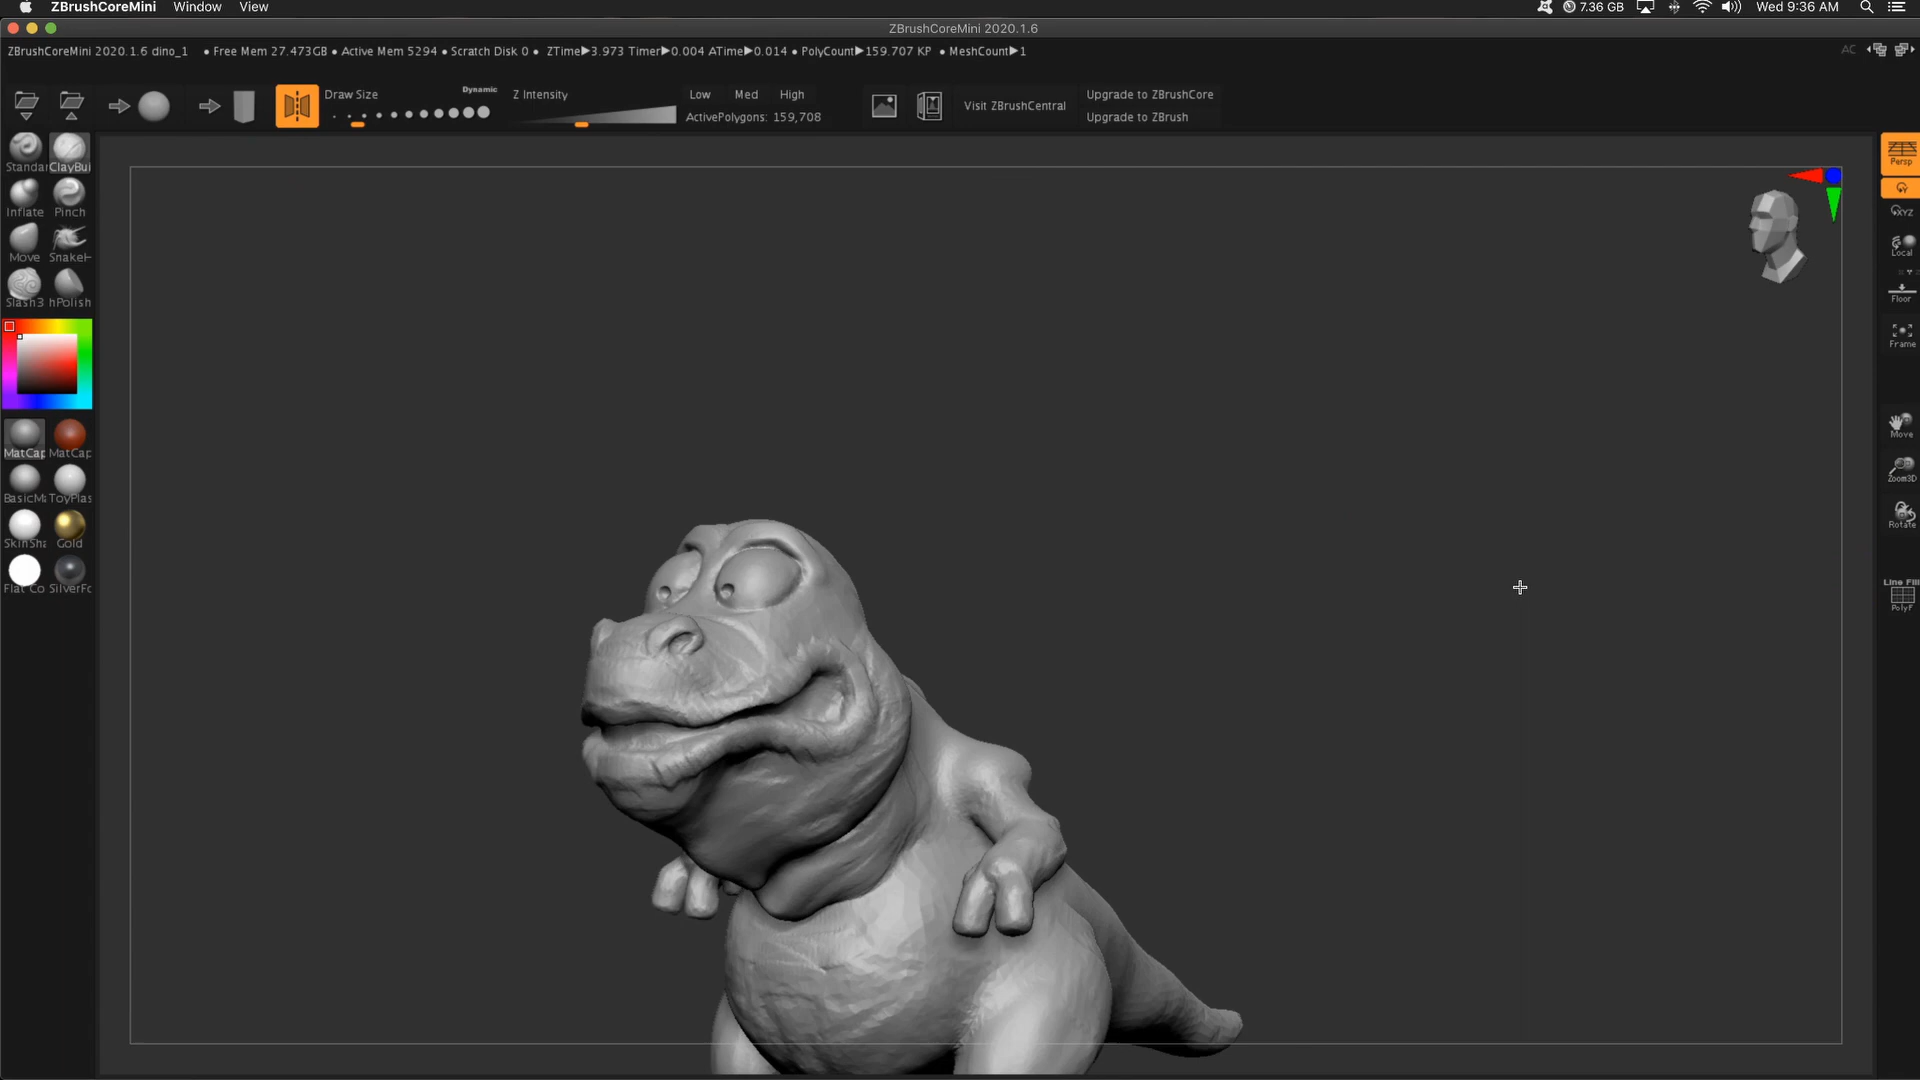 ZBrushCoreMini Window View 7.36 GB Wed 9:36 AM
ZBrushCoreMini 2020.1.6
ZBrushCoreMini 2020.1.6 dino_1 • Free Mem 27.473GB • Active Mem 5294 • Scratch Disk 0 • ZTime▶3.973 Timer▶0.004 ATime▶0.014 • PolyCount▶159.707 KP • MeshCount▶1 AC
Draw Size Dynamic Z Intensity Low Med High Upgrade to ZBrushCore
Visit ZBrushCentral
ActivePolygons: 159,708 Upgrade to ZBrush
Standar ClayBui
Inflate Pinch
Move SnakeH
Slash3 hPolish
MatCap MatCap
BasicMa ToyPlas
SkinSha Gold
Flat Co SilverFo
Persp
XYZ
Local
Floor
Frame
Move
Zoom3D
Rotate
Line Fill
PolyF